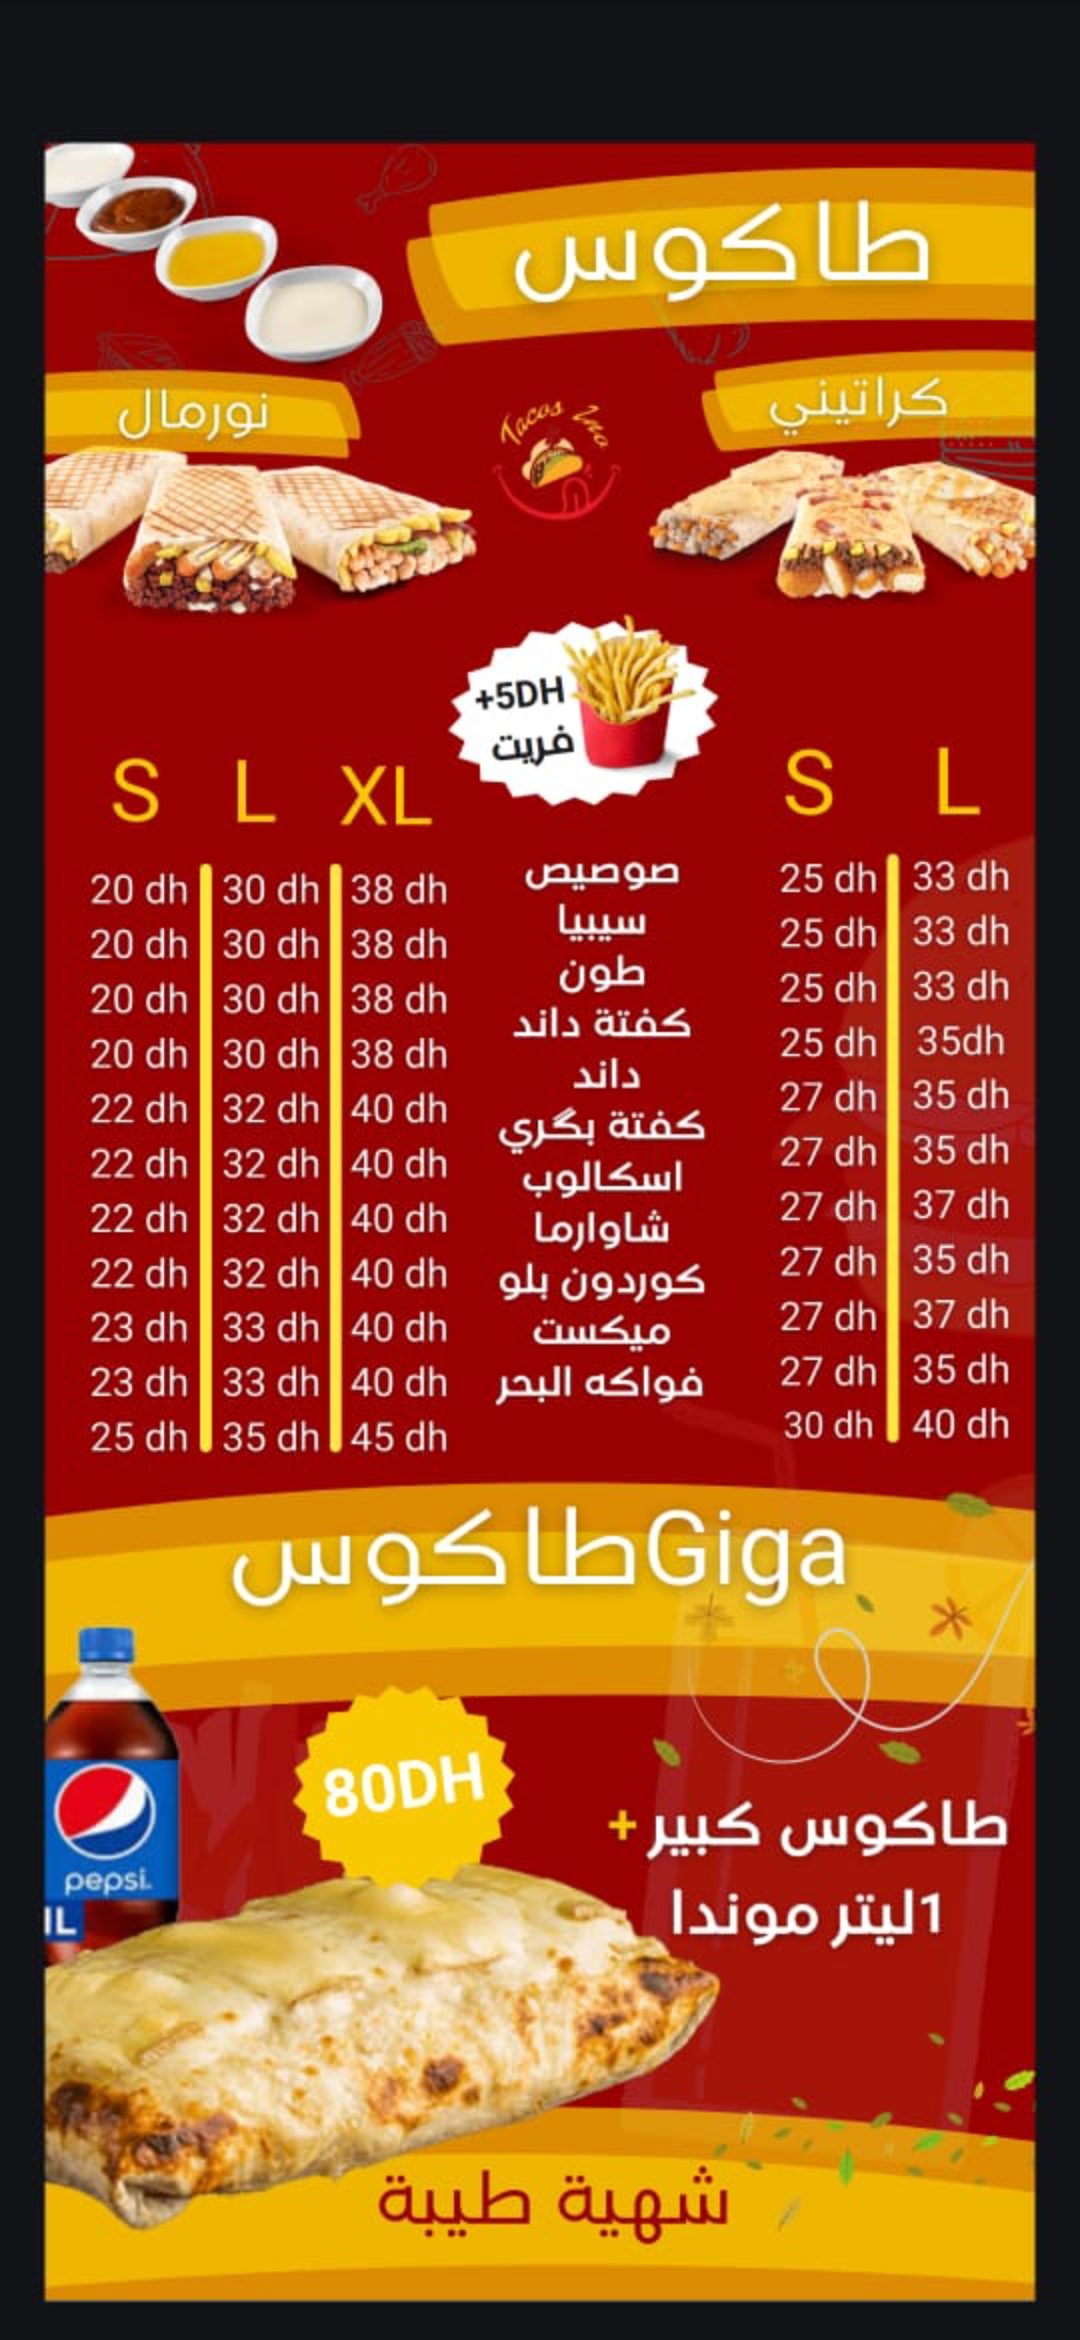 طاكوس
نورمال
كراتيني
Tacos Ino
+5DH
فريت
S L XL
S L
20 dh 30 dh 38 dh صوصيص 25 dh 33 dh
20 dh 30 dh 38 dh سيبيا 25 dh 33 dh
20 dh 30 dh 38 dh طون 25 dh 33 dh
20 dh 30 dh 38 dh كفتة داند 25 dh 35dh
22 dh 32 dh 40 dh داند 27 dh 35 dh
22 dh 32 dh 40 dh كفتة بگري 27 dh 35 dh
22 dh 32 dh 40 dh اسكالوب 27 dh 37 dh
22 dh 32 dh 40 dh شاوارما 27 dh 35 dh
23 dh 33 dh 40 dh كوردون بلو 27 dh 37 dh
23 dh 33 dh 40 dh ميكست 27 dh 35 dh
25 dh 35 dh 45 dh فواكه البحر 30 dh 40 dh
طاكوسGiga
80DH
pepsi.
1L
طاكوس كبير+
1ليتر موندا
شهية طيبة